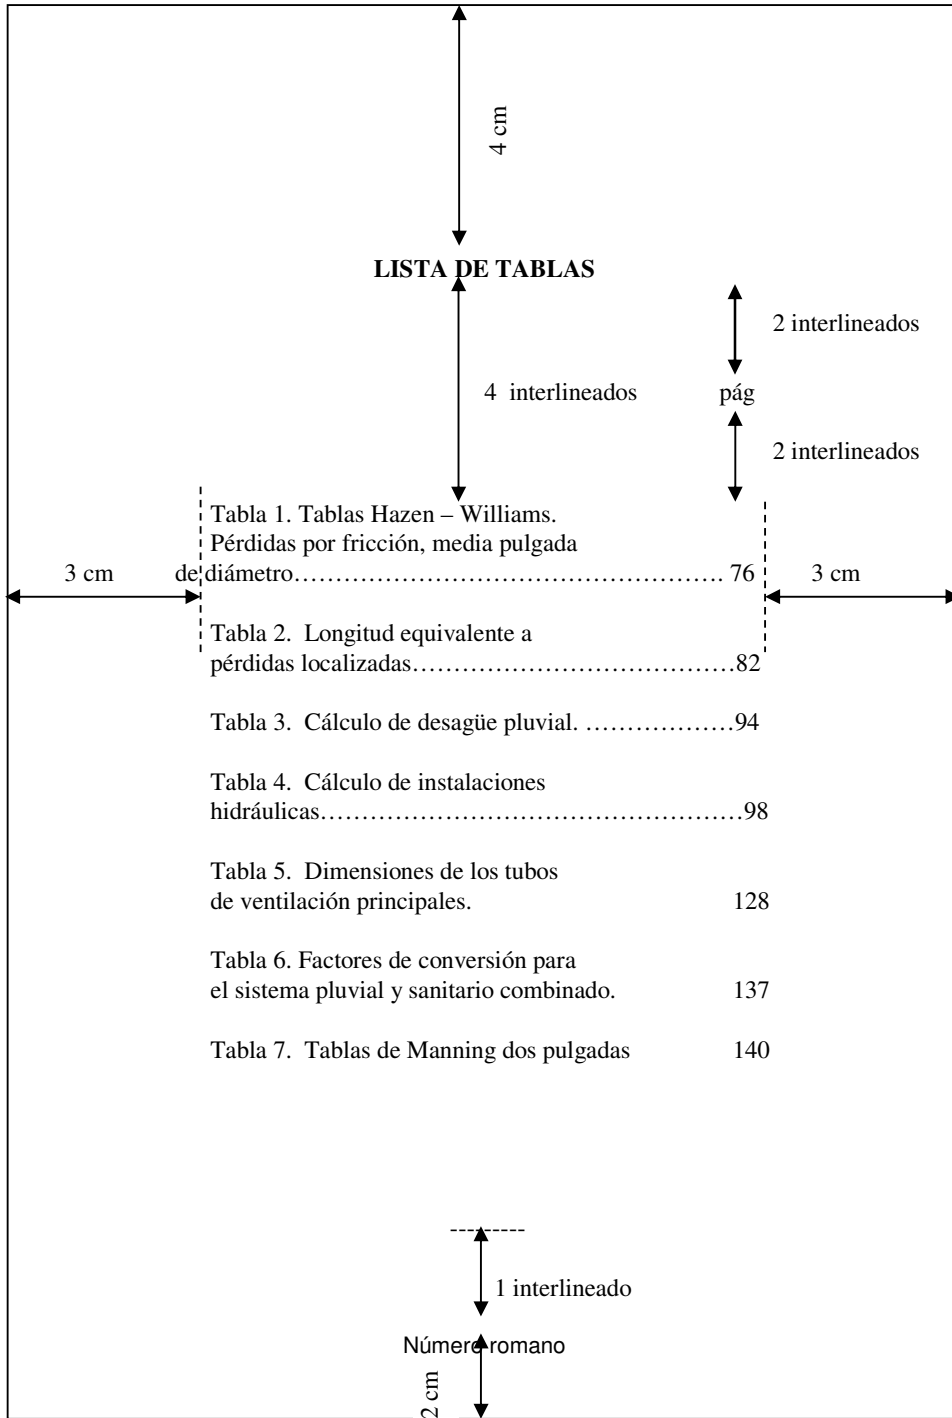 4 cm
LISTA DE TABLAS
2 interlineados
4 interlineados pág
2 interlineados
Tabla 1. Tablas Hazen – Williams.
Pérdidas por fricción, media pulgada
3 cm de diámetro…………………………………………… 76 3 cm
Tabla 2. Longitud equivalente a
pérdidas localizadas…………………………………82
Tabla 3. Cálculo de desagüe pluvial. ………………94
Tabla 4. Cálculo de instalaciones
hidráulicas……………………………………………98
Tabla 5. Dimensiones de los tubos
de ventilación principales. 128
Tabla 6. Factores de conversión para
el sistema pluvial y sanitario combinado. 137
Tabla 7. Tablas de Manning dos pulgadas 140
1 interlineado
Número romano
2 cm